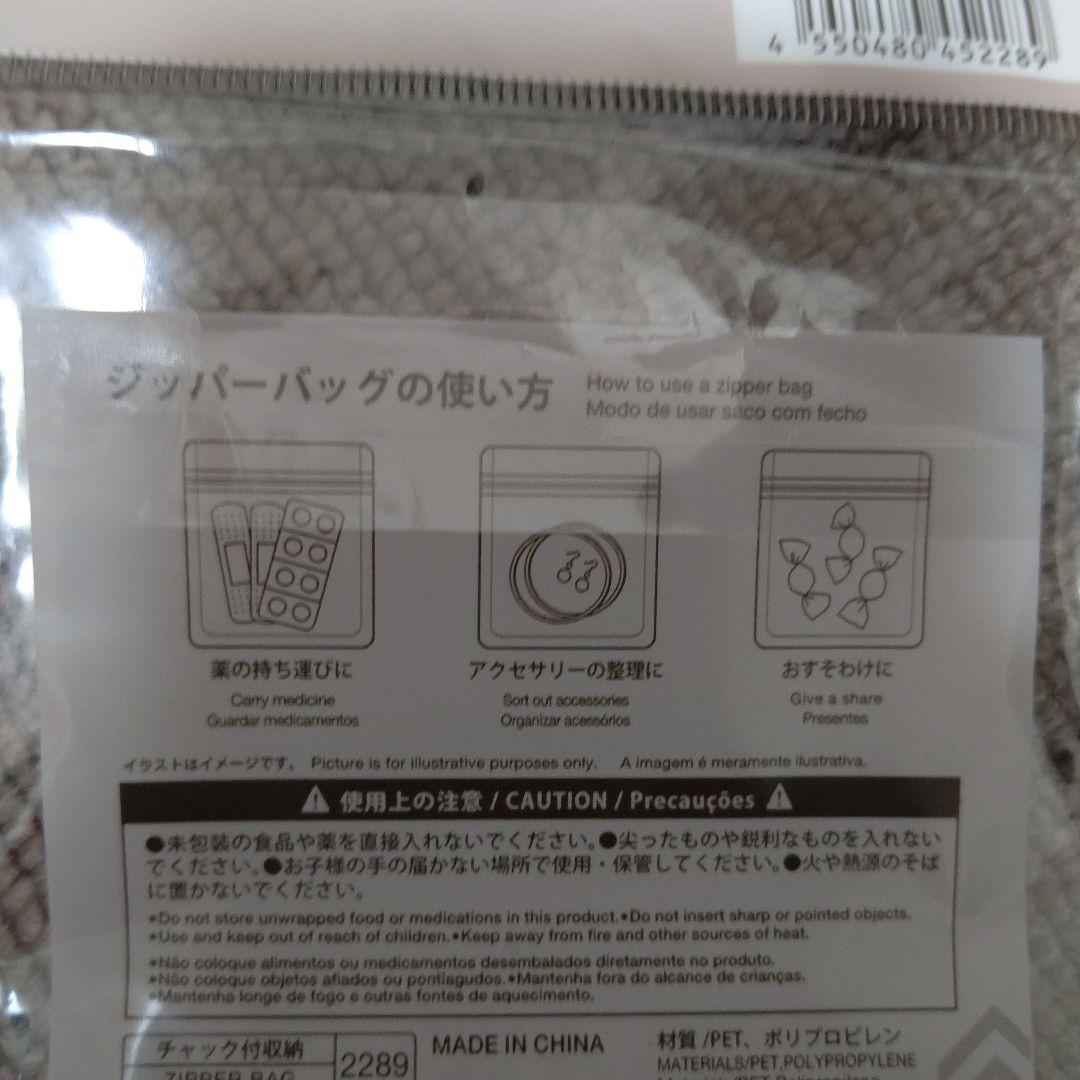 4 550480 452289
ジッパーバッグの使い方
How to use a zipper bag
Modo de usar saco com fecho
薬の持ち運びに
Carry medicine
Guardar medicamentos
アクセサリーの整理に
Sort out accessories
Organizar acessórios
おすそわけに
Give a share
Presentes
イラストはイメージです。 Picture is for illustrative purposes only. A imagem é meramente ilustrativa.
⚠ 使用上の注意 / CAUTION / Precauções ⚠
●未包装の食品や薬を直接入れないでください。●尖ったものや鋭利なものを入れない
でください。●お子様の手の届かない場所で使用・保管してください。●火や熱源のそば
に置かないでください。
•Do not store unwrapped food or medications in this product.•Do not insert sharp or pointed objects.
•Use and keep out of reach of children.•Keep away from fire and other sources of heat.
•Não coloque alimentos ou medicamentos desembalados diretamente no produto.
•Não coloque objetos afiados ou pontiagudos.•Mantenha fora do alcance de crianças.
•Mantenha longe de fogo e outras fontes de aquecimento.
チャック付収納
ZIPPER BAG
2289
MADE IN CHINA
材質/PET、ポリプロピレン
MATERIALS/PET,POLYPROPYLENE